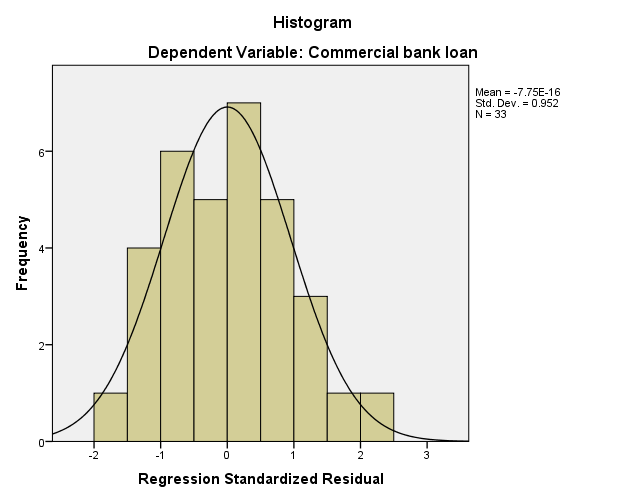 Histogram
Dependent Variable: Commercial bank loan
Mean = -7.75E-16
Std. Dev. = 0.952
N = 33
Frequency
6
4
2
0
-2 -1 0 1 2 3
Regression Standardized Residual